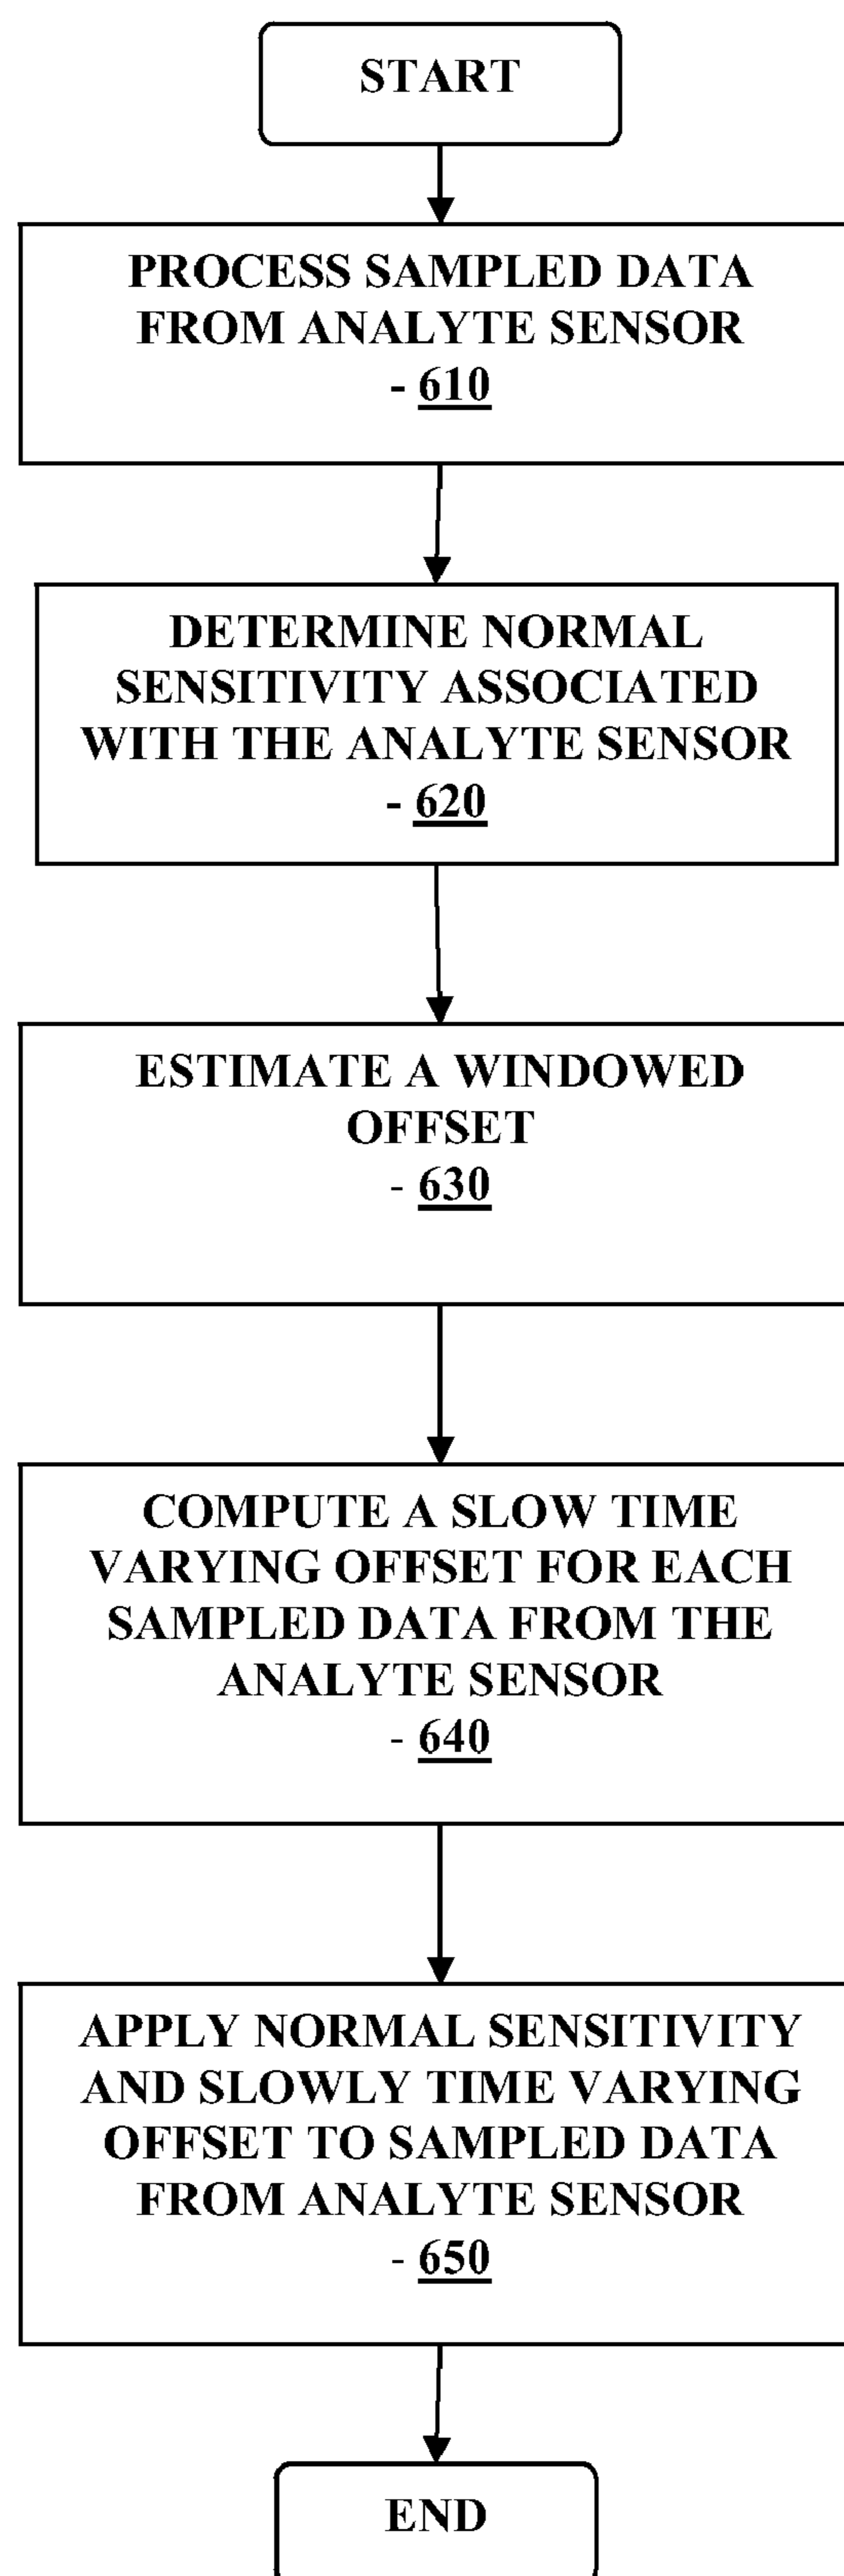 START
PROCESS SAMPLED DATA
FROM ANALYTE SENSOR
- 610
DETERMINE NORMAL
SENSITIVITY ASSOCIATED
WITH THE ANALYTE SENSOR
- 620
ESTIMATE A WINDOWED
OFFSET
- 630
COMPUTE A SLOW TIME
VARYING OFFSET FOR EACH
SAMPLED DATA FROM THE
ANALYTE SENSOR
- 640
APPLY NORMAL SENSITIVITY
AND SLOWLY TIME VARYING
OFFSET TO SAMPLED DATA
FROM ANALYTE SENSOR
- 650
END